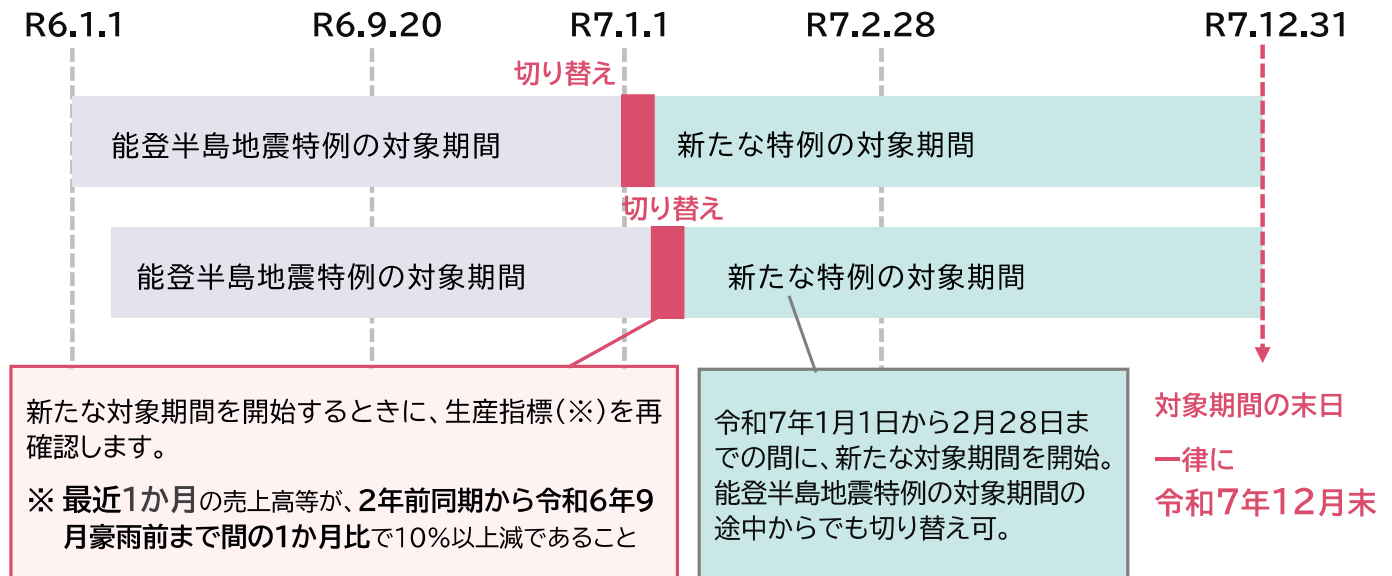 R6.1.1 R6.9.20 R7.1.1 R7.2.28 R7.12.31
切り替え
能登半島地震特例の対象期間 新たな特例の対象期間
切り替え
能登半島地震特例の対象期間 新たな特例の対象期間
新たな対象期間を開始するときに、生産指標(※)を再
確認します。
※ 最近1か月の売上高等が、2年前同期から令和6年9
月豪雨前まで間の1か月比で10%以上減であること
令和7年1月1日から2月28日ま
での間に、新たな対象期間を開始。
能登半島地震特例の対象期間の
途中からでも切り替え可。
対象期間の末日
一律に
令和7年12月末